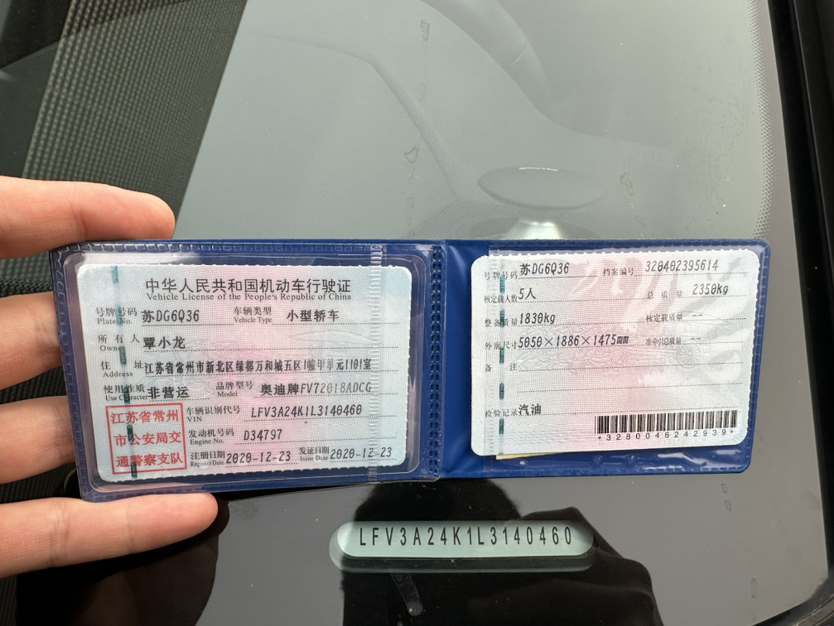 中华人民共和国机动车行驶证
Vehicle License of the People's Republic of China
号牌号码 苏DG6Q36 车辆类型 小型轿车
Plate No. Vehicle Type
所有人 覃小龙
Owner
住址 江苏省常州市新北区绿都万和城五区1幢甲单元1101室
Address
使用性质 非营运 品牌型号 奥迪牌FV72018ADCG
Use Character Model
江苏省常州
市公安局交
通警察支队
车辆识别代号 LFV3A24K1L3140460
VIN
发动机号码 D34797
Engine No.
注册日期 2020-12-23 发证日期 2020-12-23
Register Date Issue Date
号牌号码 苏DG6Q36 档案编号 320402395614
核定载人数 5人 总质量 2350kg
整备质量 1830kg 核定载质量 --
外廓尺寸 5050×1886×1475mm 准牵引总质量 --
备注
检验记录 汽油
*3280046242939*
LFV3A24K1L3140460